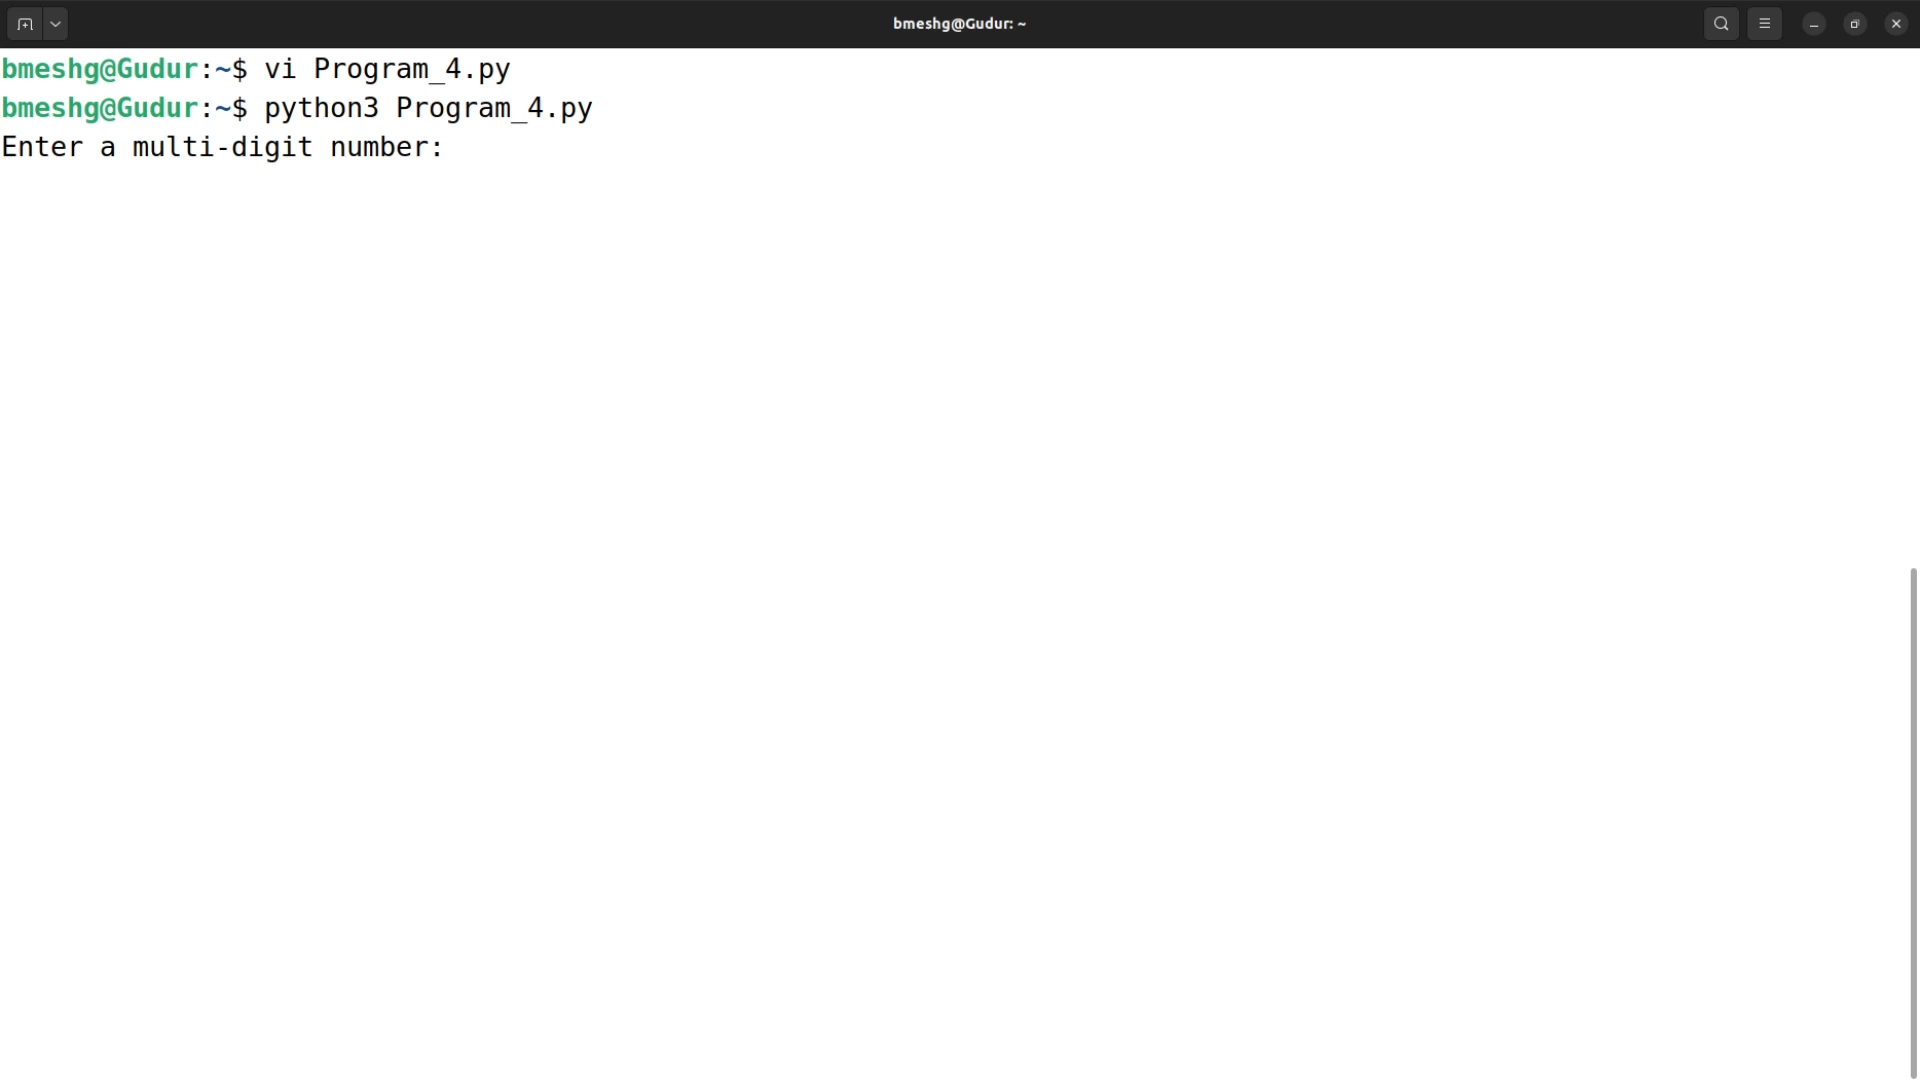 bmeshg@Gudur: ~
bmeshg@Gudur:~$ vi Program_4.py
bmeshg@Gudur:~$ python3 Program_4.py
Enter a multi-digit number: